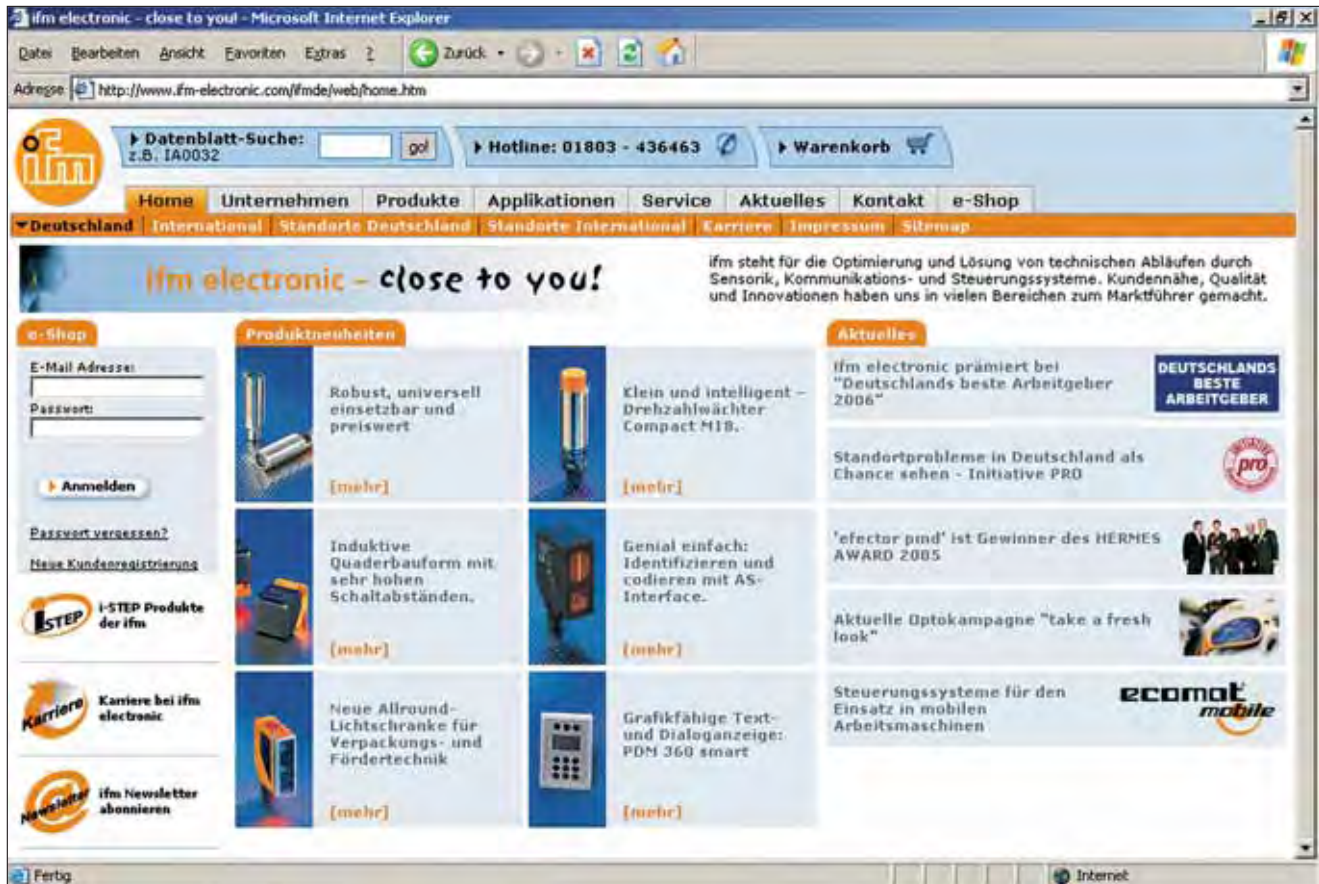 ifm electronic - close to you! - Microsoft Internet Explorer
Datei Bearbeiten Ansicht Favoriten Extras ? Zurück
Adresse http://www.ifm-electronic.com/ifmde/web/home.htm
ifm
Datenblatt-Suche:
z.B. IA0032
go!
Hotline: 01803 - 436463
Warenkorb
Home Unternehmen Produkte Applikationen Service Aktuelles Kontakt e-Shop
Deutschland International Standorte Deutschland Standorte International Karriere Impressum Sitemap
ifm electronic - close to you!
ifm steht für die Optimierung und Lösung von technischen Abläufen durch
Sensorik, Kommunikations- und Steuerungssysteme. Kundennähe, Qualität
und Innovationen haben uns in vielen Bereichen zum Marktführer gemacht.
e-Shop
E-Mail Adresse:
Passwort:
Anmelden
Passwort vergessen?
Neue Kundenregistrierung
i-STEP
i-STEP Produkte
der ifm
Karriere
Karriere bei ifm
electronic
Newsletter
ifm Newsletter
abonnieren
Produktneuheiten
Robust, universell
einsetzbar und
preiswert
[mehr]
Klein und intelligent -
Drehzahlwächter
Compact M18.
[mehr]
Induktive
Quaderbauform mit
sehr hohen
Schaltabständen.
[mehr]
Genial einfach:
Identifizieren und
codieren mit AS-
Interface.
[mehr]
Neue Allround-
Lichtschranke für
Verpackungs- und
Fördertechnik
[mehr]
Grafikfähige Text-
und Dialoganzeige:
PDM 360 smart
[mehr]
Aktuelles
ifm electronic prämiert bei
"Deutschlands beste Arbeitgeber
2006"
DEUTSCHLANDS
BESTE
ARBEITGEBER
Standortprobleme in Deutschland als
Chance sehen - Initiative PRO
INITIATIVE
pro
'efector pmd' ist Gewinner des HERMES
AWARD 2005
Aktuelle Optokampagne "take a fresh
look"
Steuerungssysteme für den
Einsatz in mobilen
Arbeitsmaschinen
ecomat
mobile
Fertig
Internet